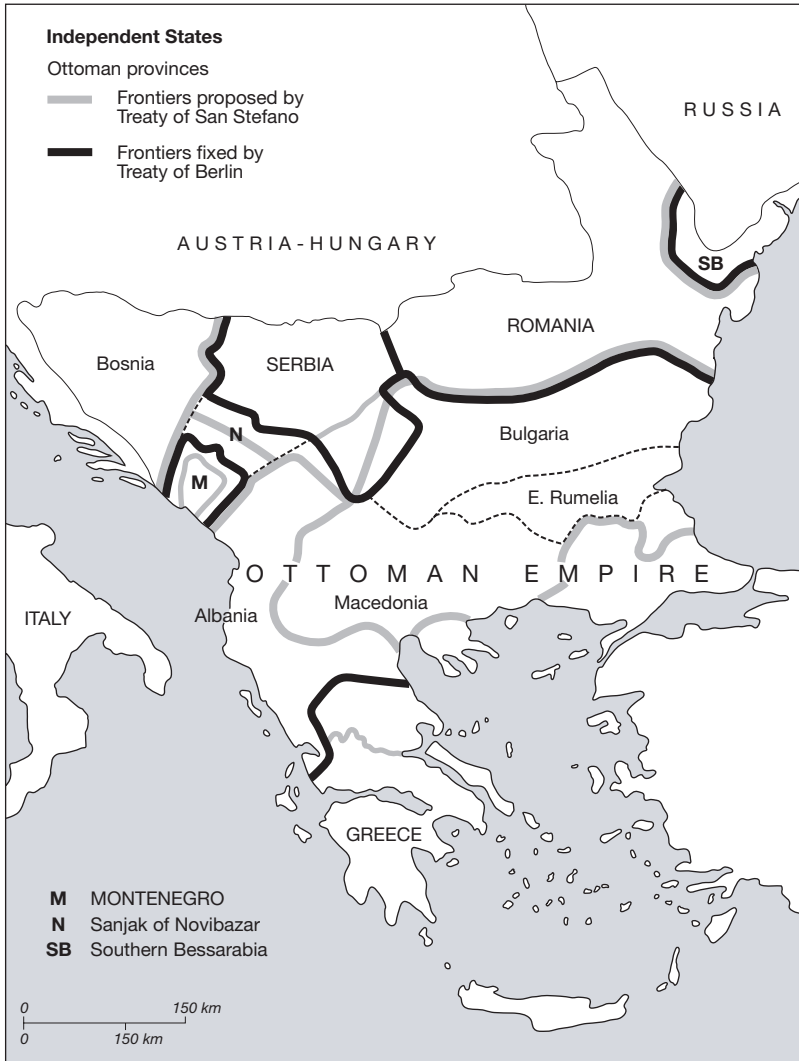 Independent States
Ottoman provinces
Frontiers proposed by
Treaty of San Stefano
Frontiers fixed by
Treaty of Berlin
RUSSIA
AUSTRIA-HUNGARY
SB
ROMANIA
Bosnia
SERBIA
N
Bulgaria
M
E. Rumelia
OTTOMAN EMPIRE
Macedonia
Albania
ITALY
GREECE
M MONTENEGRO
N Sanjak of Novibazar
SB Southern Bessarabia
0 150 km
0 150 km